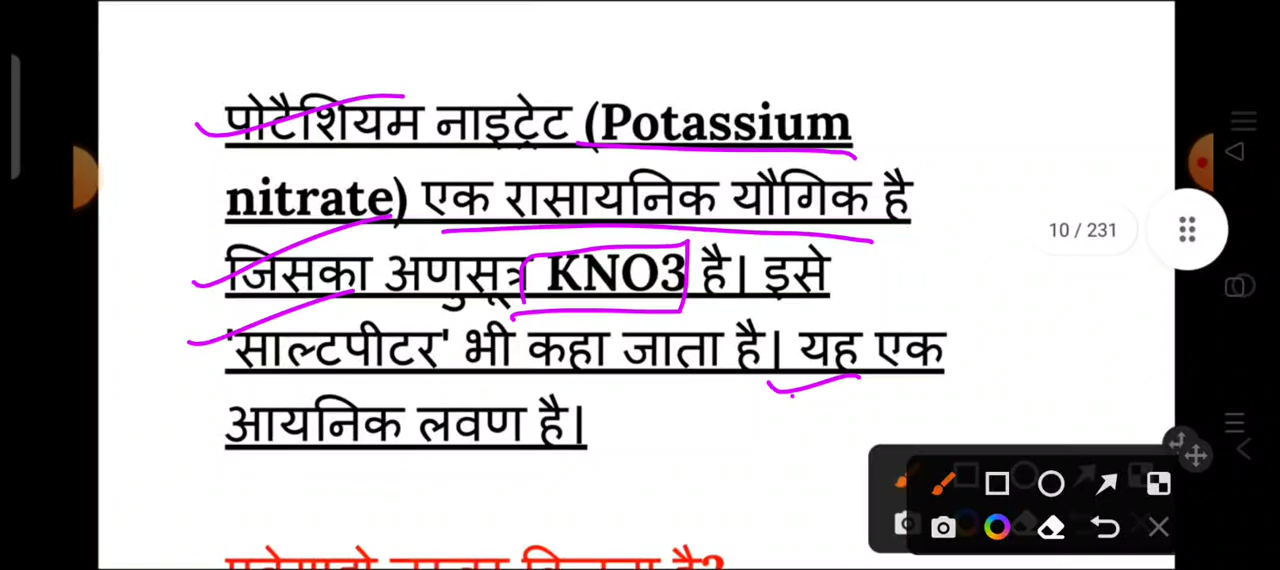 पोटैशियम नाइट्रेट (Potassium
nitrate) एक रासायनिक यौगिक है
जिसका अणुसूत्र KNO3 है। इसे
'साल्टपीटर' भी कहा जाता है। यह एक
आयनिक लवण है।
10 / 231